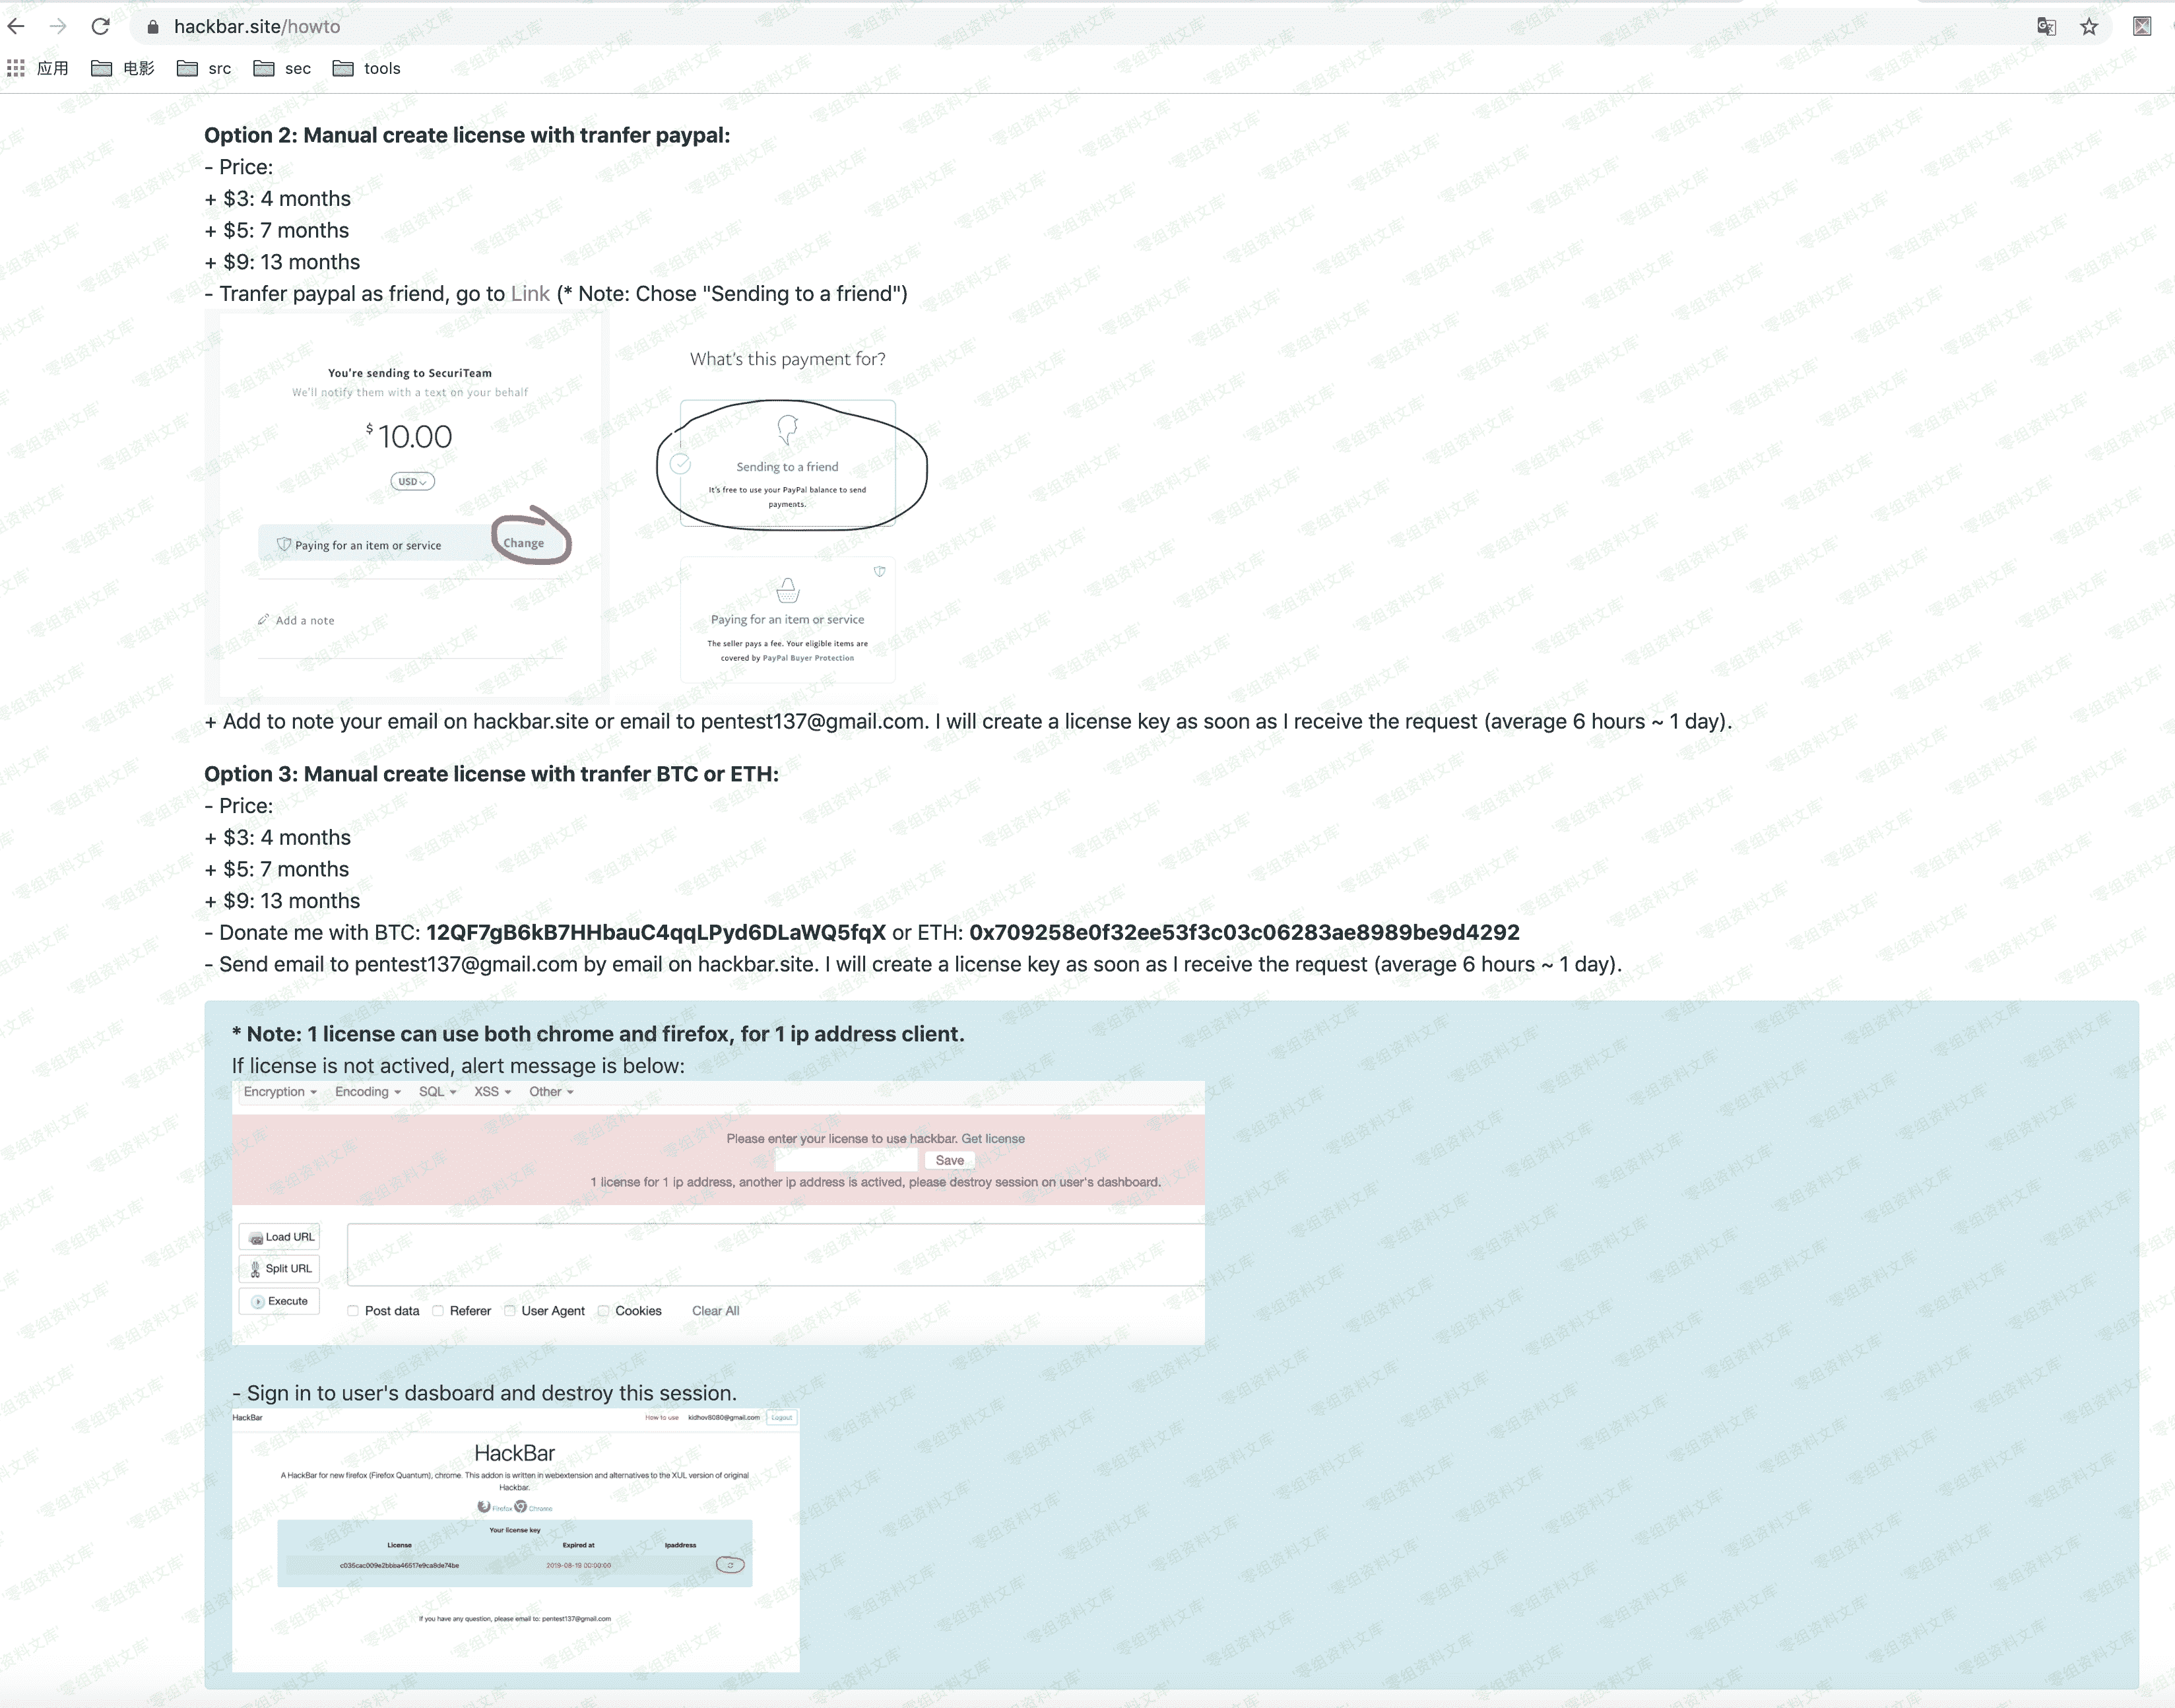 hackbar.site/howto
应用 电影 src sec tools
Option 2: Manual create license with tranfer paypal:
- Price:
+ $3: 4 months
+ $5: 7 months
+ $9: 13 months
- Tranfer paypal as friend, go to Link (* Note: Chose "Sending to a friend")
You're sending to SecuriTeam
We'll notify them with a text on your behalf
$ 10.00
USD
Paying for an item or service Change
Add a note
What's this payment for?
Sending to a friend
It's free to use your PayPal balance to send
payments.
Paying for an item or service
The seller pays a fee. Your eligible items are
covered by PayPal Buyer Protection
+ Add to note your email on hackbar.site or email to pentest137@gmail.com. I will create a license key as soon as I receive the request (average 6 hours ~ 1 day).
Option 3: Manual create license with tranfer BTC or ETH:
- Price:
+ $3: 4 months
+ $5: 7 months
+ $9: 13 months
- Donate me with BTC: 12QF7gB6kB7HHbauC4qqLPyd6DLaWQ5fqX or ETH: 0x709258e0f32ee53f3c03c06283ae8989be9d4292
- Send email to pentest137@gmail.com by email on hackbar.site. I will create a license key as soon as I receive the request (average 6 hours ~ 1 day).
* Note: 1 license can use both chrome and firefox, for 1 ip address client.
If license is not actived, alert message is below:
Encryption Encoding SQL XSS Other
Please enter your license to use hackbar. Get license
Save
1 license for 1 ip address, another ip address is actived, please destroy session on user's dashboard.
Load URL
Split URL
Execute
Post data Referer User Agent Cookies Clear All
- Sign in to user's dasboard and destroy this session.
HackBar How to use kidhov8080@gmail.com Logout
HackBar
A HackBar for new firefox (Firefox Quantum), chrome. This addon is written in webextension and alternatives to the XUL version of original
Hackbar.
Firefox Chrome
Your license key
License Expired at Ipaddress
2019-08-19 00:00:00
If you have any question, please email to: pentest137@gmail.com
零组资料文库